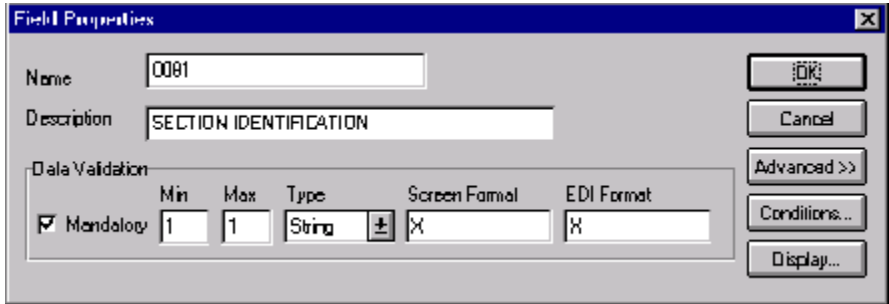 Field Properties
Name 0081
OK
Description SECTION IDENTIFICATION
Cancel
Data Validation
Advanced >>
Min Max Type Screen Format EDI Format
Mandatory 1 1 String X X
Conditions...
Display...